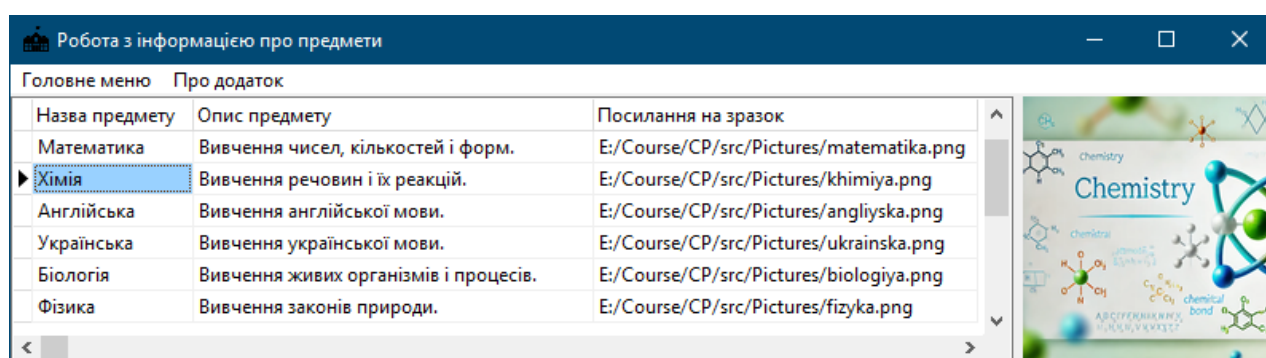 Робота з інформацією про предмети
Головне меню Про додаток
Назва предмету Опис предмету Посилання на зразок
Математика Вивчення чисел, кількостей і форм. E:/Course/CP/src/Pictures/matematika.png
Хімія Вивчення речовин і їх реакцій. E:/Course/CP/src/Pictures/khimiya.png
Англійська Вивчення англійської мови. E:/Course/CP/src/Pictures/angliyska.png
Українська Вивчення української мови. E:/Course/CP/src/Pictures/ukrainska.png
Біологія Вивчення живих організмів і процесів. E:/Course/CP/src/Pictures/biologiya.png
Фізика Вивчення законів природи. E:/Course/CP/src/Pictures/fizyka.png
Chemistry
Chemistry
chemical
bond